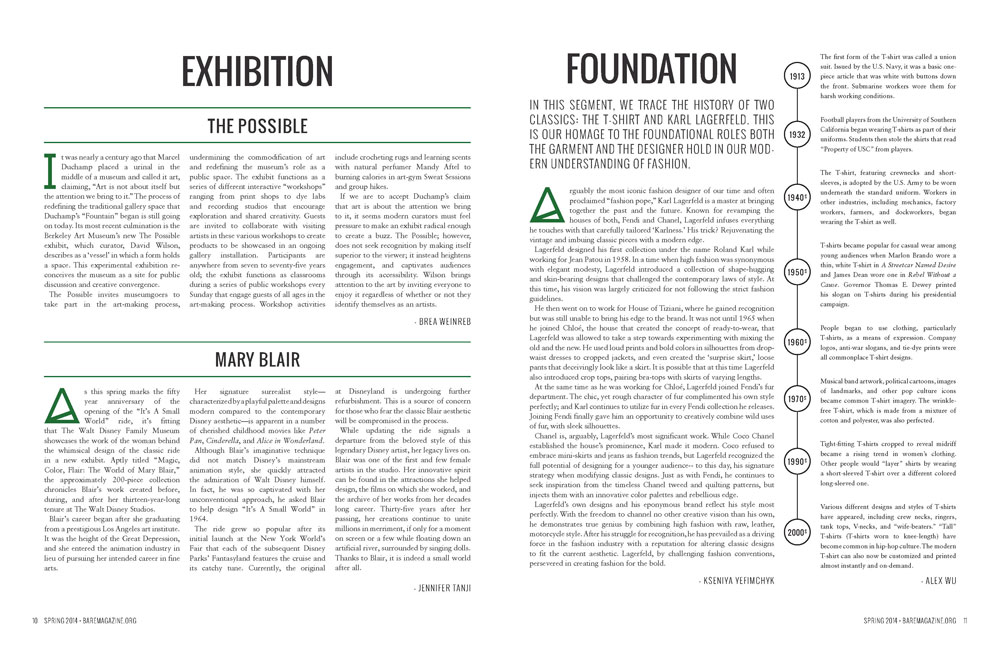 EXHIBITION
THE POSSIBLE
It was nearly a century ago that Marcel
Duchamp placed a urinal in the
middle of a museum and called it art,
claiming, “Art is not about itself but
the attention we bring to it.” The process of
redefining the traditional gallery space that
Duchamp’s “Fountain” began is still going
on today. Its most recent culmination is the
Berkeley Art Museum’s new The Possible
exhibit, which curator, David Wilson,
describes as a ‘vessel’ in which a form holds
a space. This experimental exhibition re-
conceives the museum as a site for public
discussion and creative convergence.
The Possible invites museumgoers to
take part in the art-making process,
undermining the commodification of art
and redefining the museum’s role as a
public space. The exhibit functions as a
series of different interactive “workshops”
ranging from print shops to dye labs
and recording studios that encourage
exploration and shared creativity. Guests
are invited to collaborate with visiting
artists in these various workshops to create
products to be showcased in an ongoing
gallery installation. Participants are
anywhere from seven to seventy-five years
old; the exhibit functions as classrooms
during a series of public workshops every
Sunday that engage guests of all ages in the
art-making process. Workshop activities
include crocheting rugs and learning scents
with natural perfumer Mandy Aftel to
burning calories in art-gym Sweat Sessions
and group hikes.
If we are to accept Duchamp’s claim
that art is about the attention we bring
to it, it seems modern curators must feel
pressure to make an exhibit radical enough
to create a buzz. The Possible; however,
does not seek recognition by making itself
superior to the viewer; it instead heightens
engagement, and captivates audiences
through its accessibility. Wilson brings
attention to the art by inviting everyone to
enjoy it regardless of whether or not they
identify themselves as an artists.
- BREA WEINREB
MARY BLAIR
As this spring marks the fifty
year anniversary of the
opening of the “It’s A Small
World” ride, it’s fitting
that The Walt Disney Family Museum
showcases the work of the woman behind
the whimsical design of the classic ride
in a new exhibit. Aptly titled “Magic,
Color, Flair: The World of Mary Blair,”
the approximately 200-piece collection
chronicles Blair’s work created before,
during, and after her thirteen-year-long
tenure at The Walt Disney Studios.
Blair’s career began after she graduating
from a prestigious Los Angeles art institute.
It was the height of the Great Depression,
and she entered the animation industry in
lieu of pursuing her intended career in fine
arts.
Her signature surrealist style—
characterized by a playful palette and designs
modern compared to the contemporary
Disney aesthetic—is apparent in a number
of cherished childhood movies like Peter
Pan, Cinderella, and Alice in Wonderland.
Although Blair’s imaginative technique
did not match Disney’s mainstream
animation style, she quickly attracted
the admiration of Walt Disney himself.
In fact, he was so captivated with her
unconventional approach, he asked Blair
to help design “It’s A Small World” in
1964.
The ride grew so popular after its
initial launch at the New York World’s
Fair that each of the subsequent Disney
Parks’ Fantasyland features the cruise and
its catchy tune. Currently, the original
at Disneyland is undergoing further
refurbishment. This is a source of concern
for those who fear the classic Blair aesthetic
will be compromised in the process.
While updating the ride signals a
departure from the beloved style of this
legendary Disney artist, her legacy lives on.
Blair was one of the first and few female
artists in the studio. Her innovative spirit
can be found in the attractions she helped
design, the films on which she worked, and
the archive of her works from her decades
long career. Thirty-five years after her
passing, her creations continue to unite
millions in merriment, if only for a moment
on screen or a few while floating down an
artificial river, surrounded by singing dolls.
Thanks to Blair, it is indeed a small world
after all.
- JENNIFER TANJI
10 SPRING 2014 • BAREMAGAZINE.ORG
FOUNDATION
IN THIS SEGMENT, WE TRACE THE HISTORY OF TWO
CLASSICS: THE T-SHIRT AND KARL LAGERFELD. THIS
IS OUR HOMAGE TO THE FOUNDATIONAL ROLES BOTH
THE GARMENT AND THE DESIGNER HOLD IN OUR MOD-
ERN UNDERSTANDING OF FASHION.
Arguably the most iconic fashion designer of our time and often
proclaimed “fashion pope,” Karl Lagerfeld is a master at bringing
together the past and the future. Known for revamping the
houses of both, Fendi and Chanel, Lagerfeld infuses everything
he touches with that carefully tailored ‘Karlness.’ His trick? Rejuvenating the
vintage and imbuing classic pieces with a modern edge.
Lagerfeld designed his first collection under the name Roland Karl while
working for Jean Patou in 1958. In a time when high fashion was synonymous
with elegant modesty, Lagerfeld introduced a collection of shape-hugging
and skin-bearing designs that challenged the contemporary laws of style. At
this time, his vision was largely criticized for not following the strict fashion
guidelines.
He then went on to work for House of Tiziani, where he gained recognition
but was still unable to bring his edge to the brand. It was not until 1965 when
he joined Chloé, the house that created the concept of ready-to-wear, that
Lagerfeld was allowed to take a step towards experimenting with mixing the
old and the new. He used loud prints and bold colors in silhouettes from drop-
waist dresses to cropped jackets, and even created the ‘surprise skirt,’ loose
pants that deceivingly look like a skirt. It is possible that at this time Lagerfeld
also introduced crop tops, pairing bra-tops with skirts of varying lengths.
At the same time as he was working for Chloé, Lagerfeld joined Fendi’s fur
department. The chic, yet rough character of fur complimented his own style
perfectly; and Karl continues to utilize fur in every Fendi collection he releases.
Joining Fendi finally gave him an opportunity to creatively combine wild uses
of fur, with sleek silhouettes.
Chanel is, arguably, Lagerfeld’s most significant work. While Coco Chanel
established the house’s prominence, Karl made it modern. Coco refused to
embrace mini-skirts and jeans as fashion trends, but Lagerfeld recognized the
full potential of designing for a younger audience-- to this day, his signature
strategy when modifying classic designs. Just as with Fendi, he continues to
seek inspiration from the timeless Chanel tweed and quilting patterns, but
injects them with an innovative color palettes and rebellious edge.
Lagerfeld’s own designs and his eponymous brand reflect his style most
perfectly. With the freedom to channel no other creative vision than his own,
he demonstrates true genius by combining high fashion with raw, leather,
motorcycle style. After his struggle for recognition, he has prevailed as a driving
force in the fashion industry with a reputation for altering classic designs
to fit the current aesthetic. Lagerfeld, by challenging fashion conventions,
persevered in creating fashion for the bold.
- KSENIYA YEFIMCHYK
1913
The first form of the T-shirt was called a union
suit. Issued by the U.S. Navy, it was a basic one-
piece article that was white with buttons down
the front. Submarine workers wore them for
harsh working conditions.
1932
Football players from the University of Southern
California began wearing T-shirts as part of their
uniforms. Students then stole the shirts that read
“Property of USC” from players.
1940s
The T-shirt, featuring crewnecks and short-
sleeves, is adopted by the U.S. Army to be worn
underneath the standard uniform. Workers in
other industries, including mechanics, factory
workers, farmers, and dockworkers, began
wearing the T-shirt as well.
1950s
T-shirts became popular for casual wear among
young audiences when Marlon Brando wore a
thin, white T-shirt in A Streetcar Named Desire
and James Dean wore one in Rebel Without a
Cause. Governor Thomas E. Dewey printed
his slogan on T-shirts during his presidential
campaign.
1960s
People began to use clothing, particularly
T-shirts, as a means of expression. Company
logos, anti-war slogans, and tie-dye prints were
all commonplace T-shirt designs.
1970s
Musical band artwork, political cartoons, images
of landmarks, and other pop culture icons
became common T-shirt imagery. The wrinkle-
free T-shirt, which is made from a mixture of
cotton and polyester, was also perfected.
1990s
Tight-fitting T-shirts cropped to reveal midriff
became a rising trend in women’s clothing.
Other people would “layer” shirts by wearing
a short-sleeved T-shirt over a different colored
long-sleeved one.
2000s
Various different designs and styles of T-shirts
have appeared, including crew necks, ringers,
tank tops, V-necks, and “wife-beaters.” “Tall”
T-shirts (T-shirts worn to knee-length) have
become common in hip-hop culture. The modern
T-shirt can also now be customized and printed
almost instantly and on-demand.
- ALEX WU
SPRING 2014 • BAREMAGAZINE.ORG 11